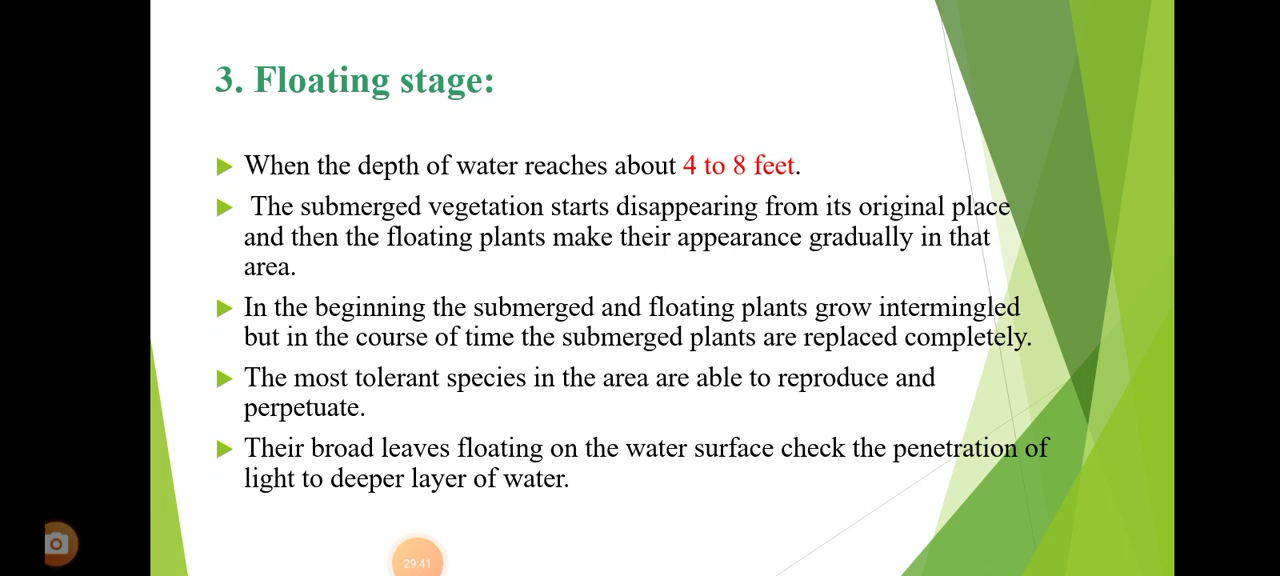 3. Floating stage:
When the depth of water reaches about 4 to 8 feet.
The submerged vegetation starts disappearing from its original place
and then the floating plants make their appearance gradually in that
area.
In the beginning the submerged and floating plants grow intermingled
but in the course of time the submerged plants are replaced completely.
The most tolerant species in the area are able to reproduce and
perpetuate.
Their broad leaves floating on the water surface check the penetration of
light to deeper layer of water.
29:41